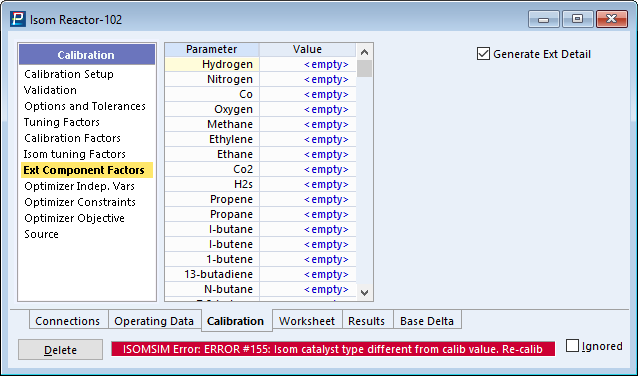 Isom Reactor-102
Calibration
Calibration Setup
Validation
Options and Tolerances
Tuning Factors
Calibration Factors
Isom tuning Factors
Ext Component Factors
Optimizer Indep. Vars
Optimizer Constraints
Optimizer Objective
Source
Parameter Value
Hydrogen <empty>
Nitrogen <empty>
Co <empty>
Oxygen <empty>
Methane <empty>
Ethylene <empty>
Ethane <empty>
Co2 <empty>
H2s <empty>
Propene <empty>
Propane <empty>
I-butane <empty>
I-butene <empty>
1-butene <empty>
13-butadiene <empty>
N-butane <empty>
Generate Ext Detail
Connections Operating Data Calibration Worksheet Results Base Delta
Delete ISOMSIM Error: ERROR #155: Isom catalyst type different from calib value. Re-calib Ignored